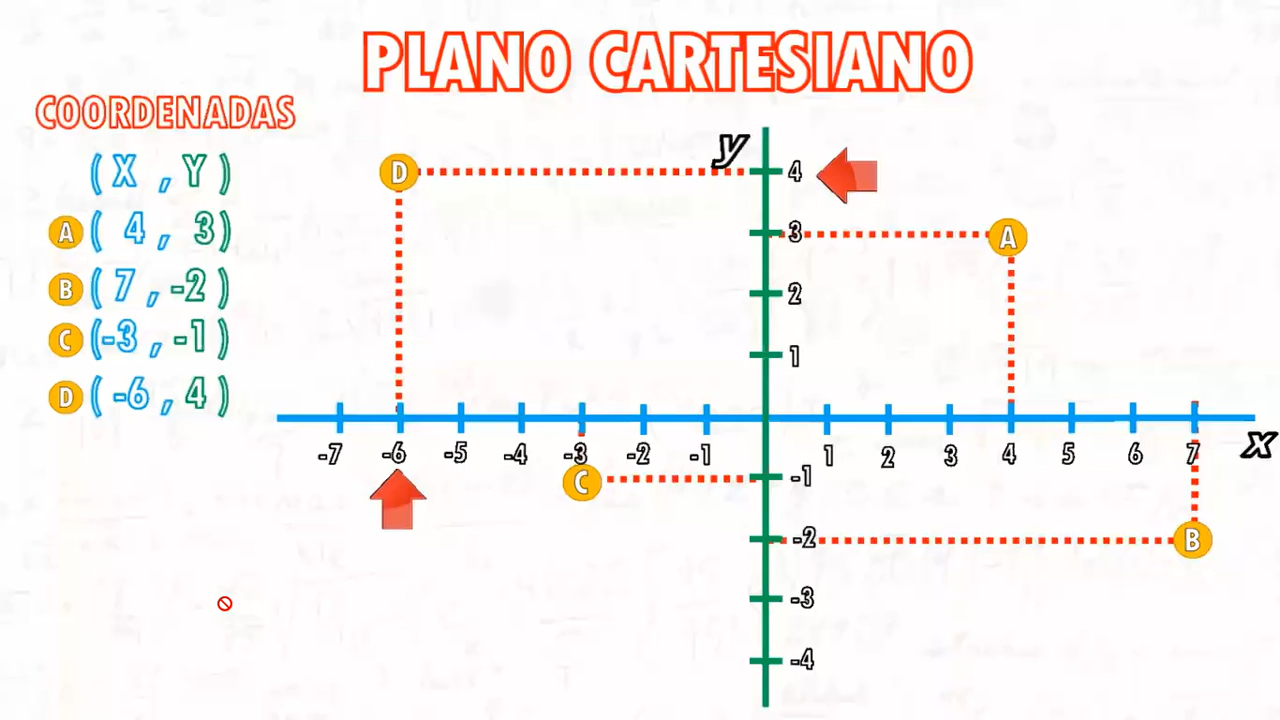 PLANO CARTESIANO
COORDENADAS
( X , Y )
A ( 4 , 3)
B ( 7 , -2 )
C (-3 , -1 )
D ( -6 , 4 )
y
D
4
3
A
2
1
-7 -6 -5 -4 -3 -2 -1 1 2 3 4 5 6 7 x
C
-1
-2
B
-3
-4